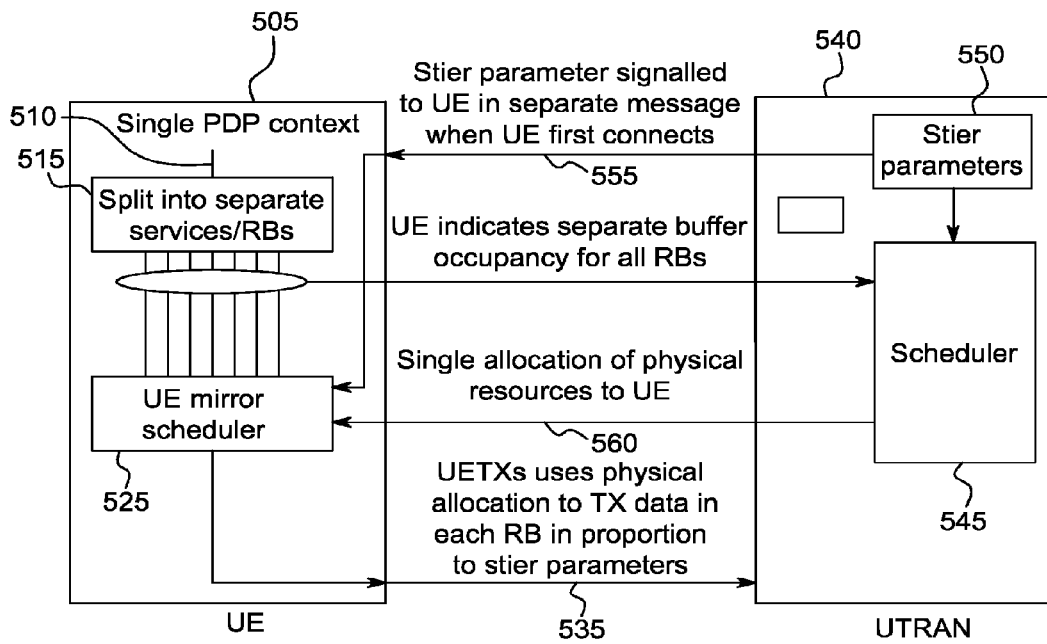 505
540
550
Stier parameter signalled
to UE in separate message
when UE first connects
510
Single PDP context
515
Stier
parameters
555
Split into separate
services/RBs
UE indicates separate buffer
occupancy for all RBs
Scheduler
Single allocation of physical
resources to UE
UE mirror
scheduler
560
525
UETXs uses physical
allocation to TX data in
each RB in proportion
to stier parameters
545
535
UE
UTRAN